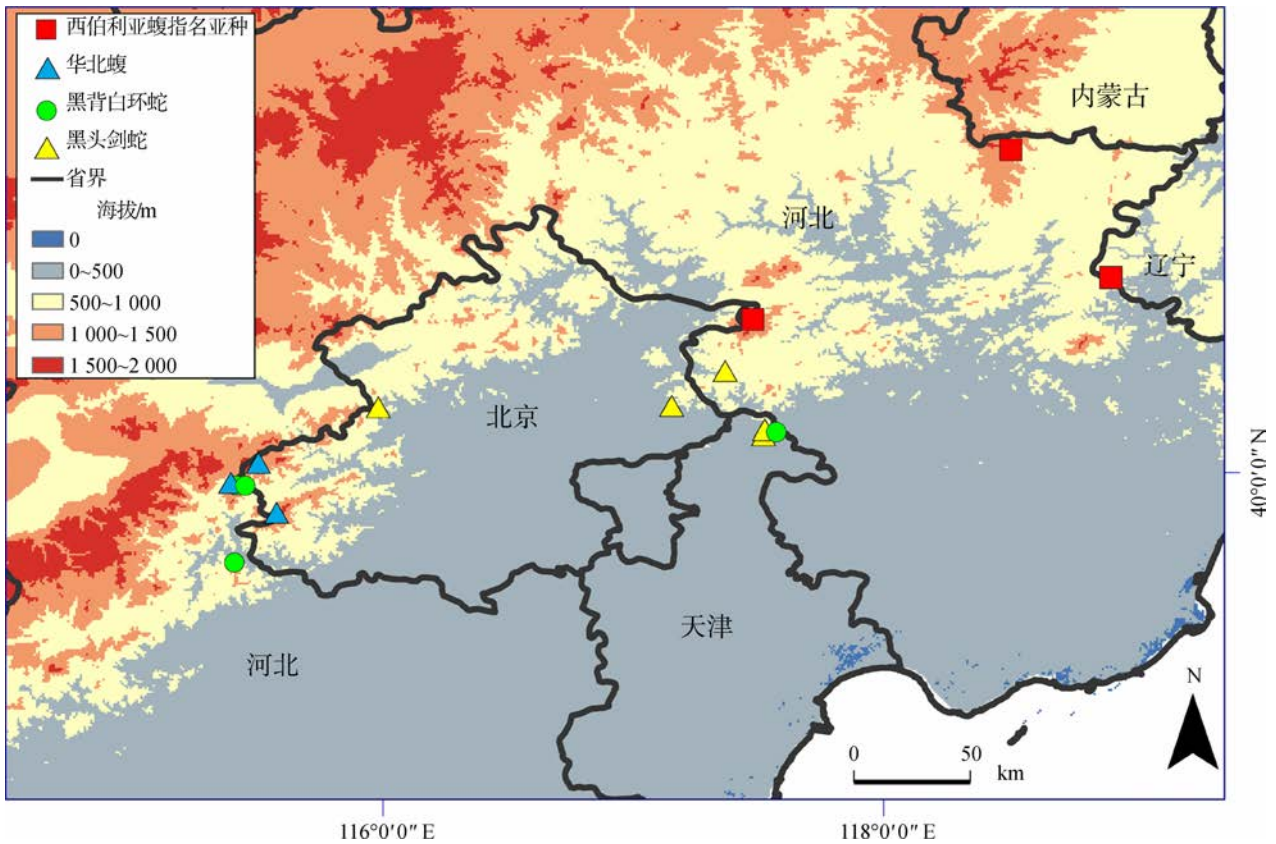 西伯利亚蝮指名亚种
华北蝮
黑背白环蛇
黑头剑蛇
省界
海拔/m
0
0~500
500~1 000
1 000~1 500
1 500~2 000
内蒙古
河北
辽宁
北京
40°0′0″ N
天津
河北
N
0 50
km
116°0′0″ E
118°0′0″ E